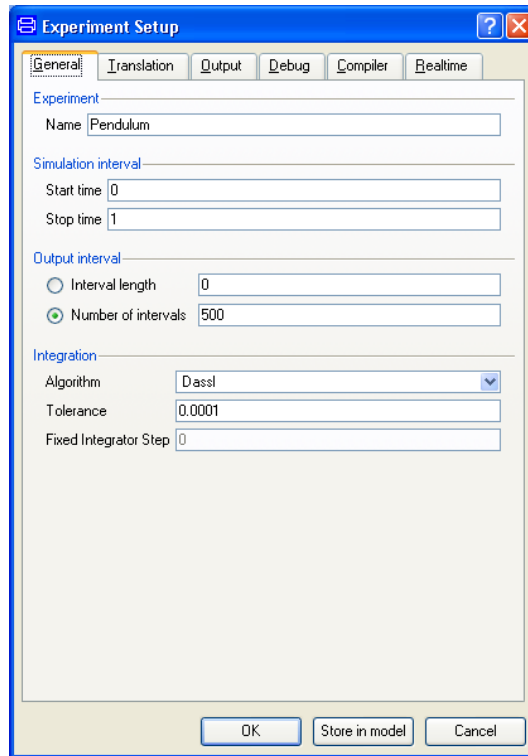 Experiment Setup
General Translation Output Debug Compiler Realtime
Experiment
Name Pendulum
Simulation interval
Start time 0
Stop time 1
Output interval
Interval length 0
Number of intervals 500
Integration
Algorithm Dassl
Tolerance 0.0001
Fixed Integrator Step 0
OK Store in model Cancel